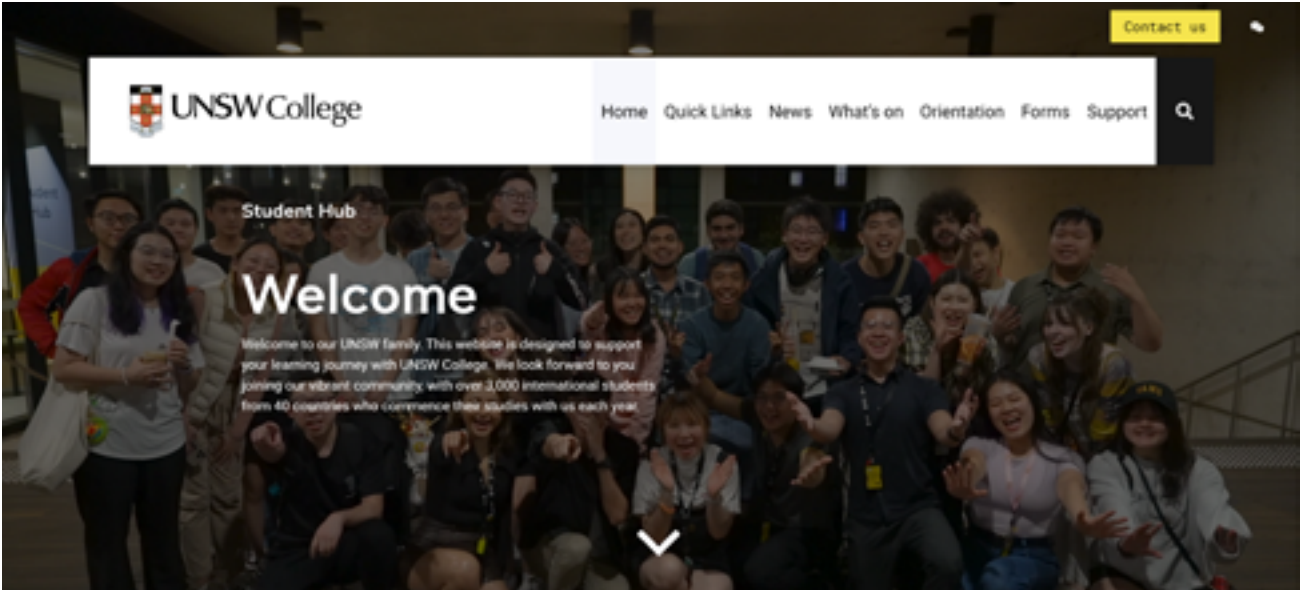 Contact us
UNSW College
Home Quick Links News What's on Orientation Forms Support
Student Hub
Welcome
Welcome to our UNSW family. This website is designed to support
your learning journey with UNSW College. We look forward to you
joining our vibrant community, with over 3,000 international students
from 40 countries who commence their studies with us each year.